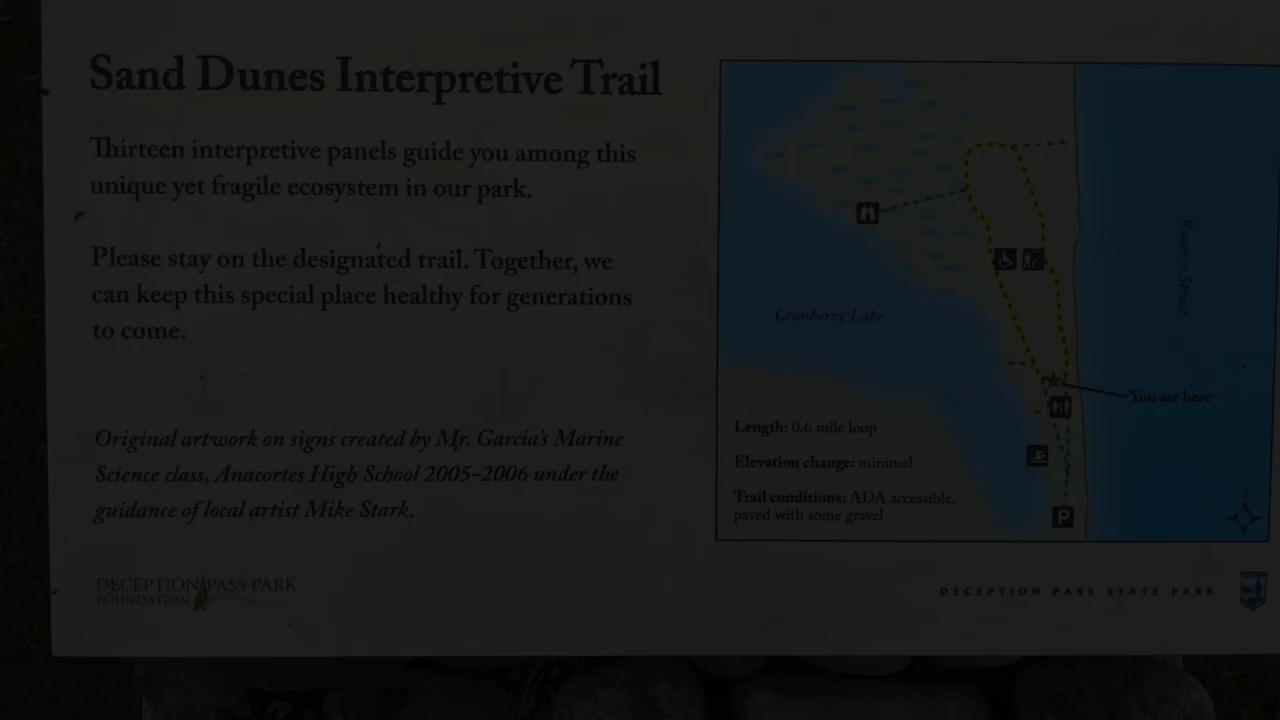 Sand Dunes Interpretive Trail
Thirteen interpretive panels guide you among this
unique yet fragile ecosystem in our park.
Please stay on the designated trail. Together, we
can keep this special place healthy for generations
to come.
Original artwork on signs created by Mr. Garcia's Marine
Science class, Anacortes High School 2005-2006 under the
guidance of local artist Mike Stark.
DECEPTION PASS PARK
FOUNDATION
Cranberry Lake
Rosario Strait
You are here
Length: 0.6 mile loop
Elevation change: minimal
Trail conditions: ADA accessible,
paved with some gravel
P
DECEPTION PASS STATE PARK